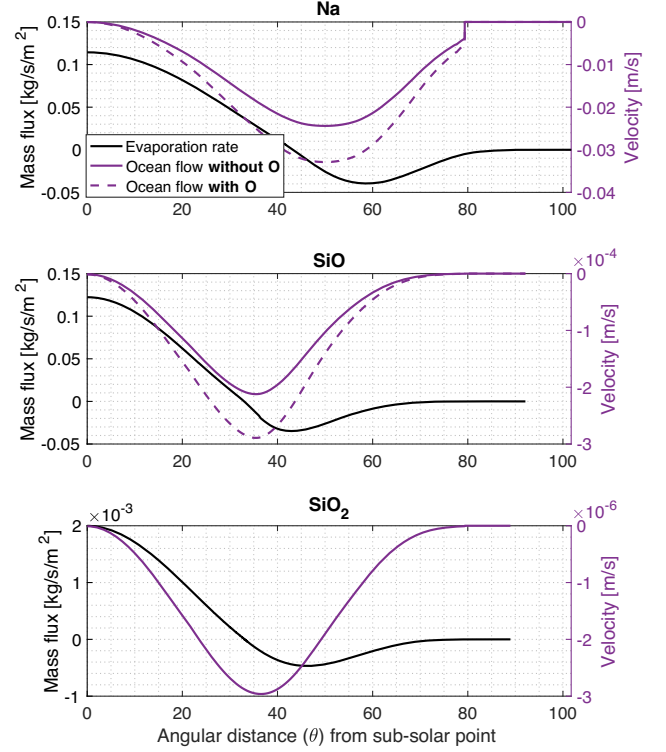 Na
Mass flux [kg/s/m²]
0.15
0.1
0.05
0
-0.05
0
-0.01
-0.02
-0.03
-0.04
Velocity [m/s]
Evaporation rate
Ocean flow without O
Ocean flow with O
0 20 40 60 80 100
SiO
×10⁻⁴
Mass flux [kg/s/m²]
0.15
0.1
0.05
0
-0.05
0
-1
-2
-3
Velocity [m/s]
0 20 40 60 80 100
SiO₂
×10⁻³
×10⁻⁶
Mass flux [kg/s/m²]
2
1
0
-1
0
-1
-2
-3
Velocity [m/s]
0 20 40 60 80 100
Angular distance (θ) from sub-solar point